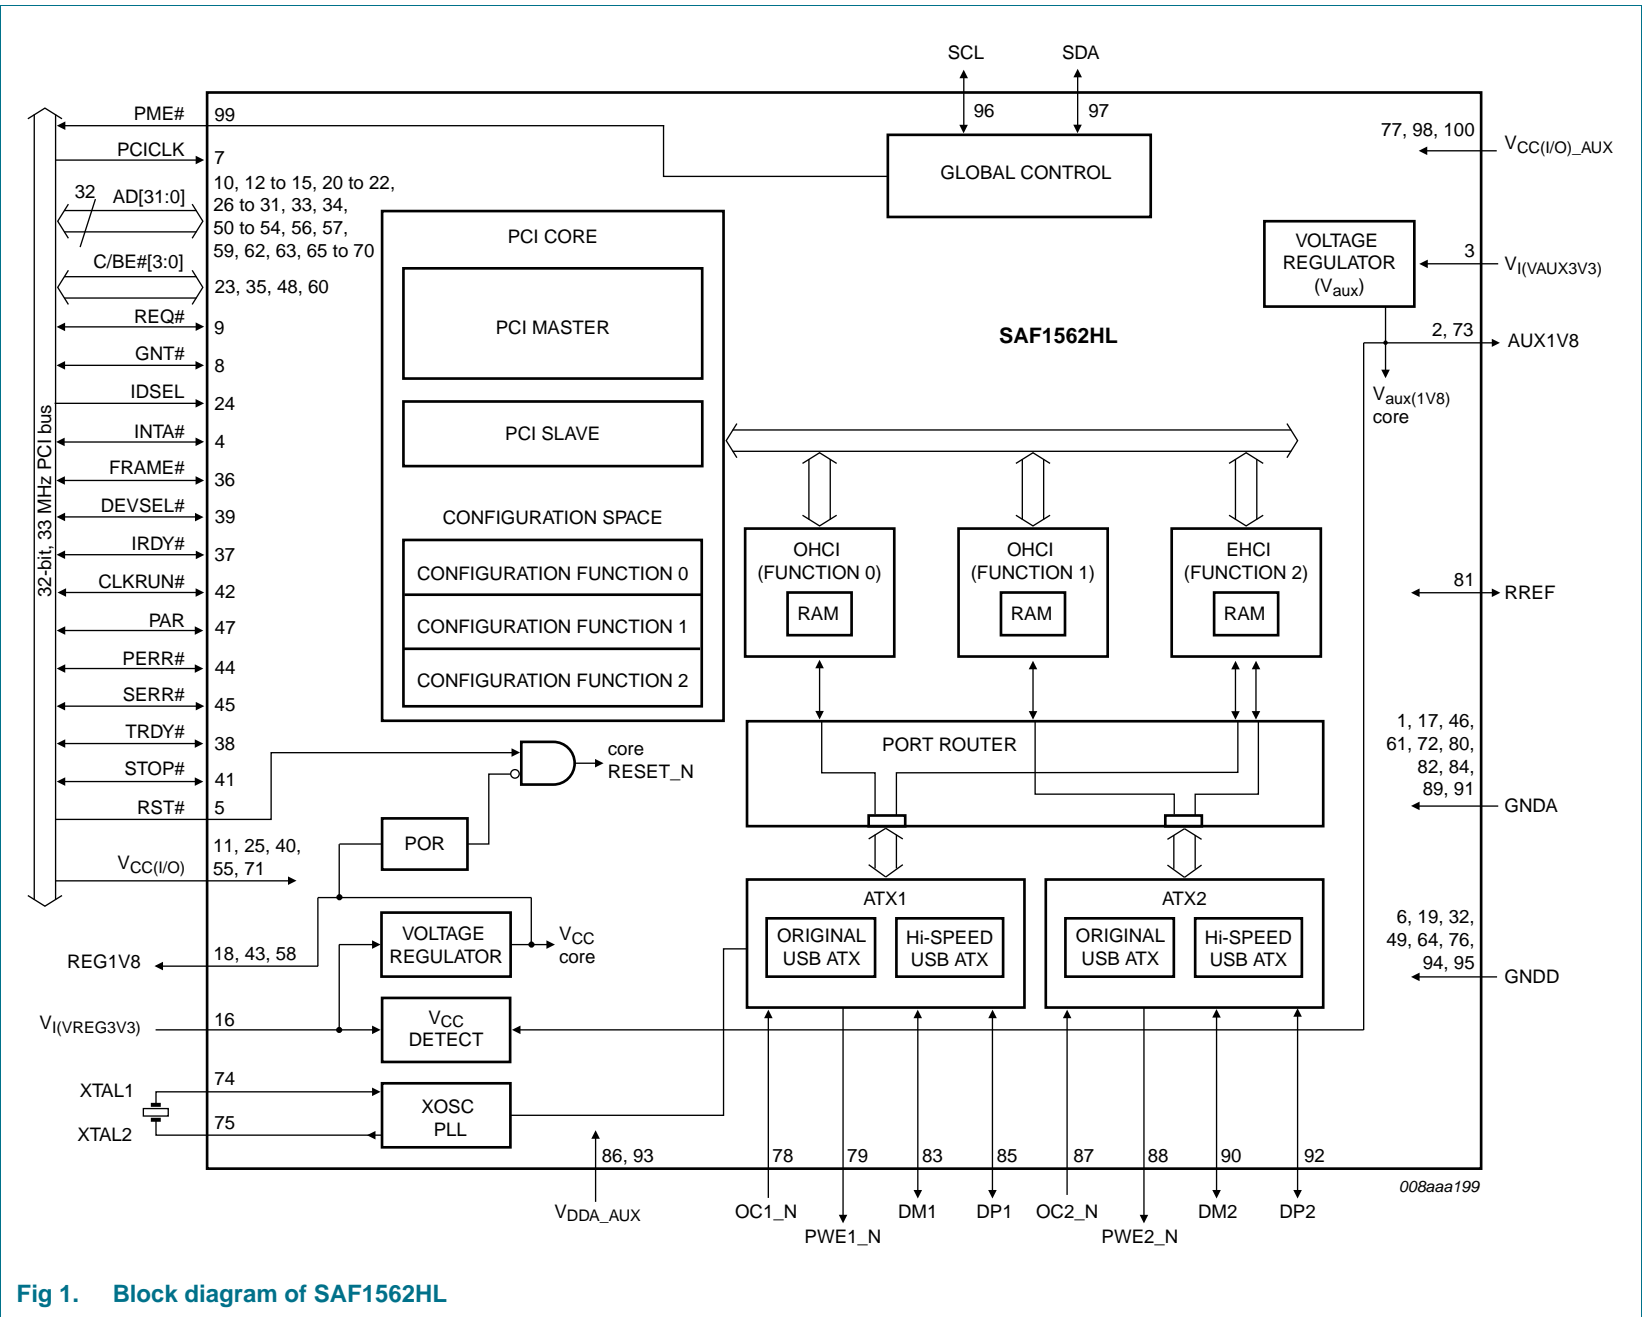 SCL
SDA
96
97
PME#
99
PCICLK
7
32
AD[31:0]
10, 12 to 15, 20 to 22,
26 to 31, 33, 34,
50 to 54, 56, 57,
59, 62, 63, 65 to 70
C/BE#[3:0]
23, 35, 48, 60
REQ#
9
GNT#
8
IDSEL
24
INTA#
4
FRAME#
36
DEVSEL#
39
IRDY#
37
CLKRUN#
42
PAR
47
PERR#
44
SERR#
45
TRDY#
38
STOP#
41
RST#
5
VCC(I/O)
11, 25, 40,
55, 71
32-bit, 33 MHz PCI bus
REG1V8
18, 43, 58
VI(VREG3V3)
16
XTAL1
74
XTAL2
75
GLOBAL CONTROL
PCI CORE
PCI MASTER
PCI SLAVE
CONFIGURATION SPACE
CONFIGURATION FUNCTION 0
CONFIGURATION FUNCTION 1
CONFIGURATION FUNCTION 2
SAF1562HL
77, 98, 100
VCC(I/O)_AUX
VOLTAGE
REGULATOR
(Vaux)
3
VI(VAUX3V3)
2, 73
AUX1V8
Vaux(1V8)
core
OHCI
(FUNCTION 0)
RAM
OHCI
(FUNCTION 1)
RAM
EHCI
(FUNCTION 2)
RAM
81
RREF
PORT ROUTER
1, 17, 46,
61, 72, 80,
82, 84,
89, 91
GNDA
core
RESET_N
POR
VOLTAGE
REGULATOR
VCC
core
VCC
DETECT
XOSC
PLL
ATX1
ORIGINAL
USB ATX
Hi-SPEED
USB ATX
ATX2
ORIGINAL
USB ATX
Hi-SPEED
USB ATX
6, 19, 32,
49, 64, 76,
94, 95
GNDD
86, 93
VDDA_AUX
78
OC1_N
79
PWE1_N
83
DM1
85
DP1
87
OC2_N
88
PWE2_N
90
DM2
92
DP2
008aaa199
Fig 1. Block diagram of SAF1562HL